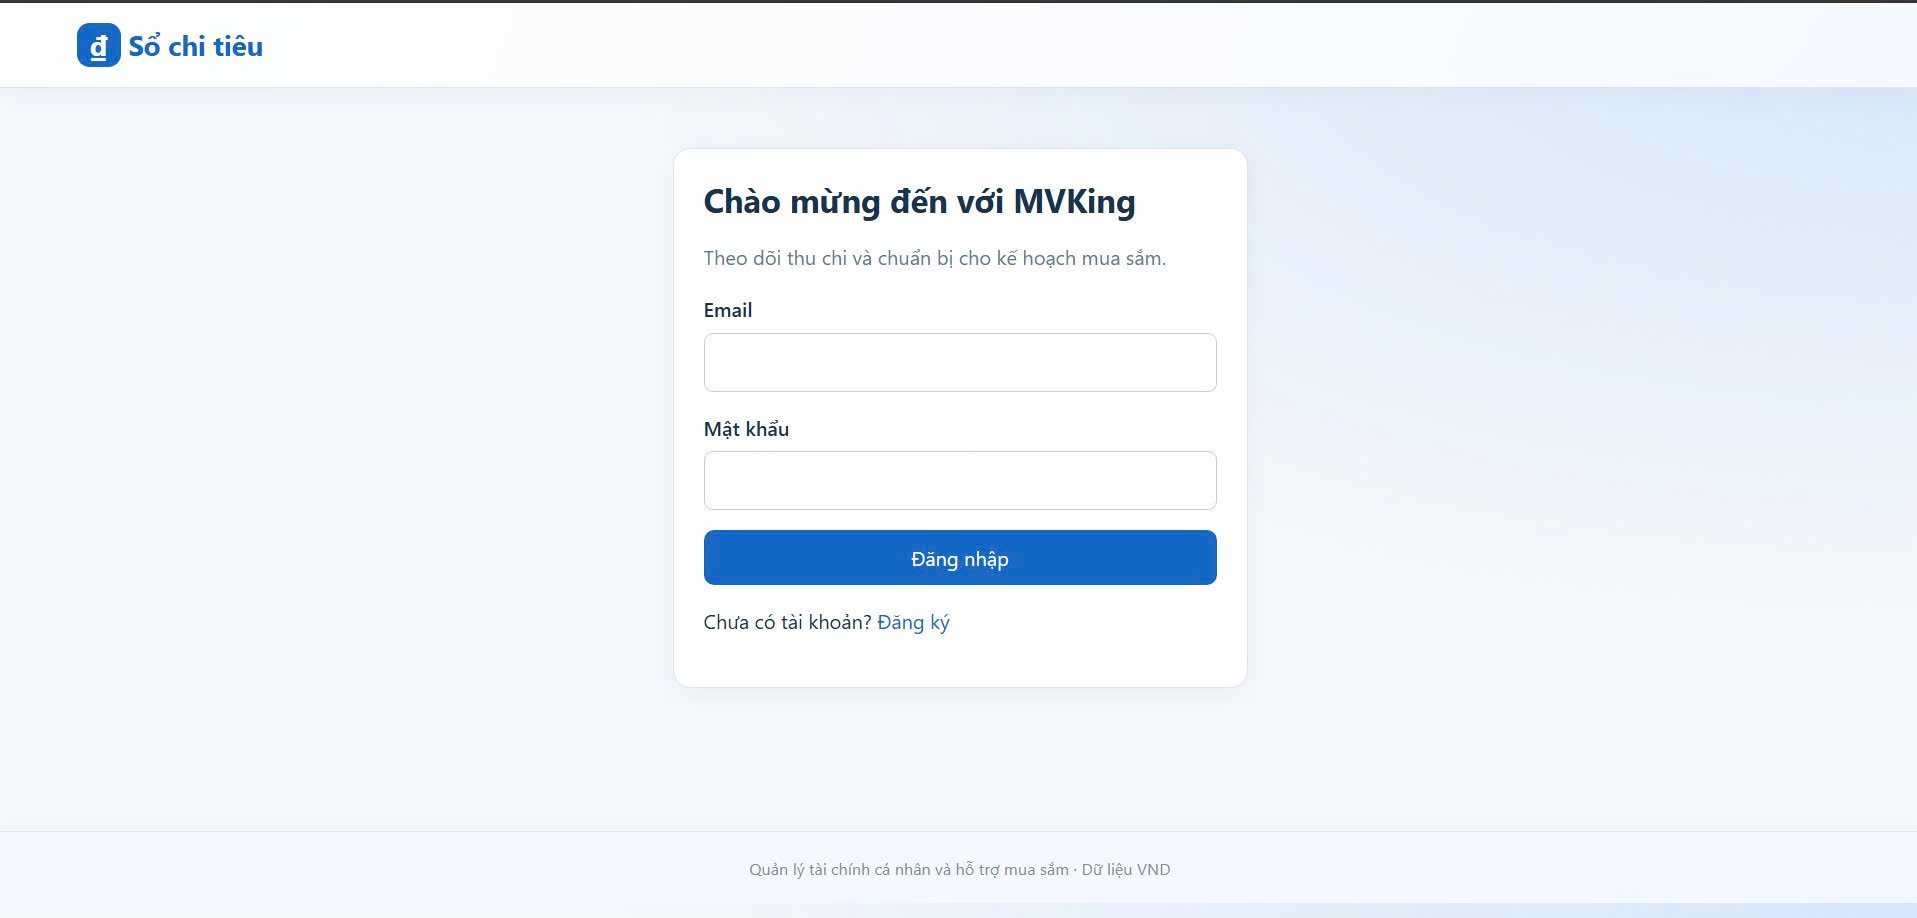 ₫ Sổ chi tiêu
Chào mừng đến với MVKing
Theo dõi thu chi và chuẩn bị cho kế hoạch mua sắm.
Email
Mật khẩu
Đăng nhập
Chưa có tài khoản? Đăng ký
Quản lý tài chính cá nhân và hỗ trợ mua sắm · Dữ liệu VND